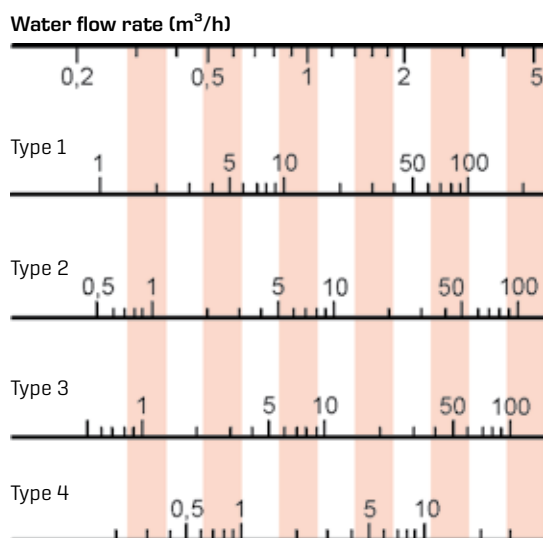 Water flow rate (m³/h)
0,2 0,5 1 2 5
Type 1
1 5 10 50 100
Type 2
0,5 1 5 10 50 100
Type 3
1 5 10 50 100
Type 4
0,5 1 5 10